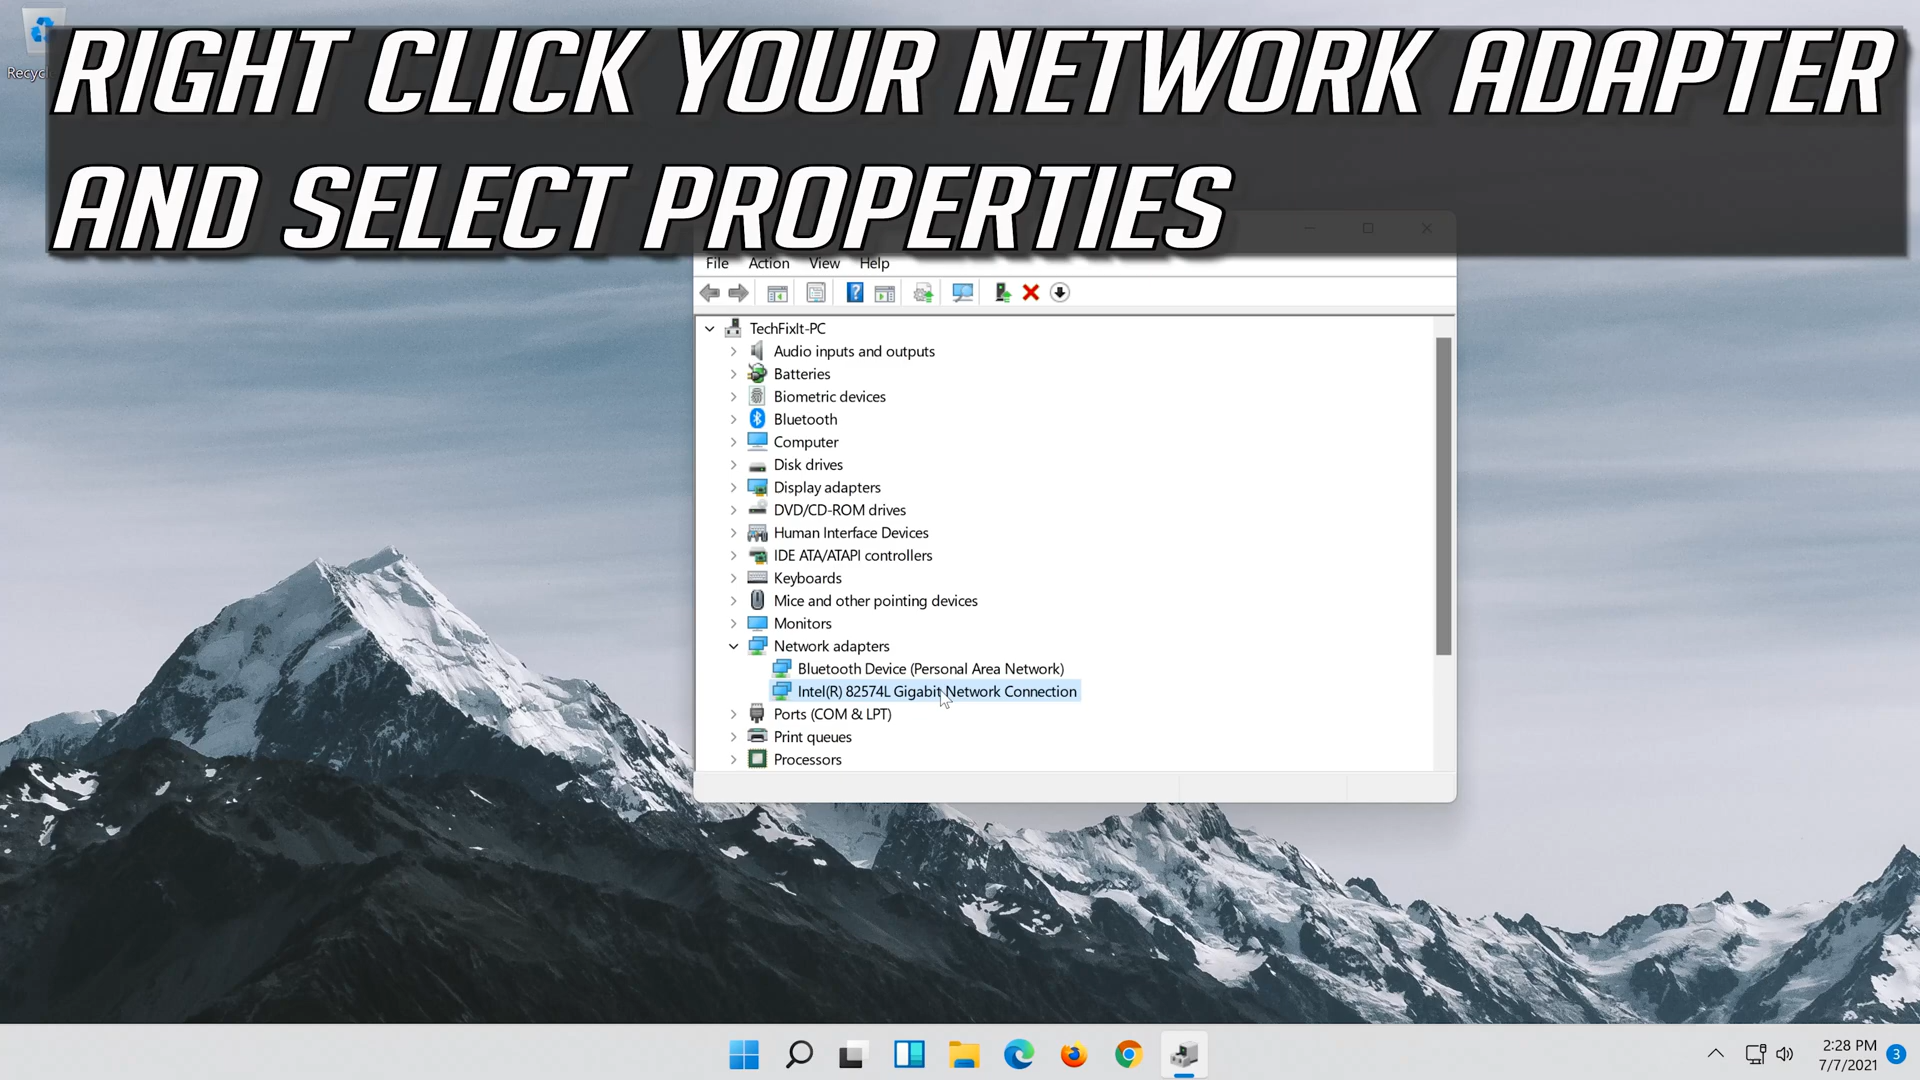 RIGHT CLICK YOUR NETWORK ADAPTER
AND SELECT PROPERTIES
File Action View Help
TechFixIt-PC
Audio inputs and outputs
Batteries
Biometric devices
Bluetooth
Computer
Disk drives
Display adapters
DVD/CD-ROM drives
Human Interface Devices
IDE ATA/ATAPI controllers
Keyboards
Mice and other pointing devices
Monitors
Network adapters
Bluetooth Device (Personal Area Network)
Intel(R) 82574L Gigabit Network Connection
Ports (COM & LPT)
Print queues
Processors
2:28 PM
7/7/2021
3